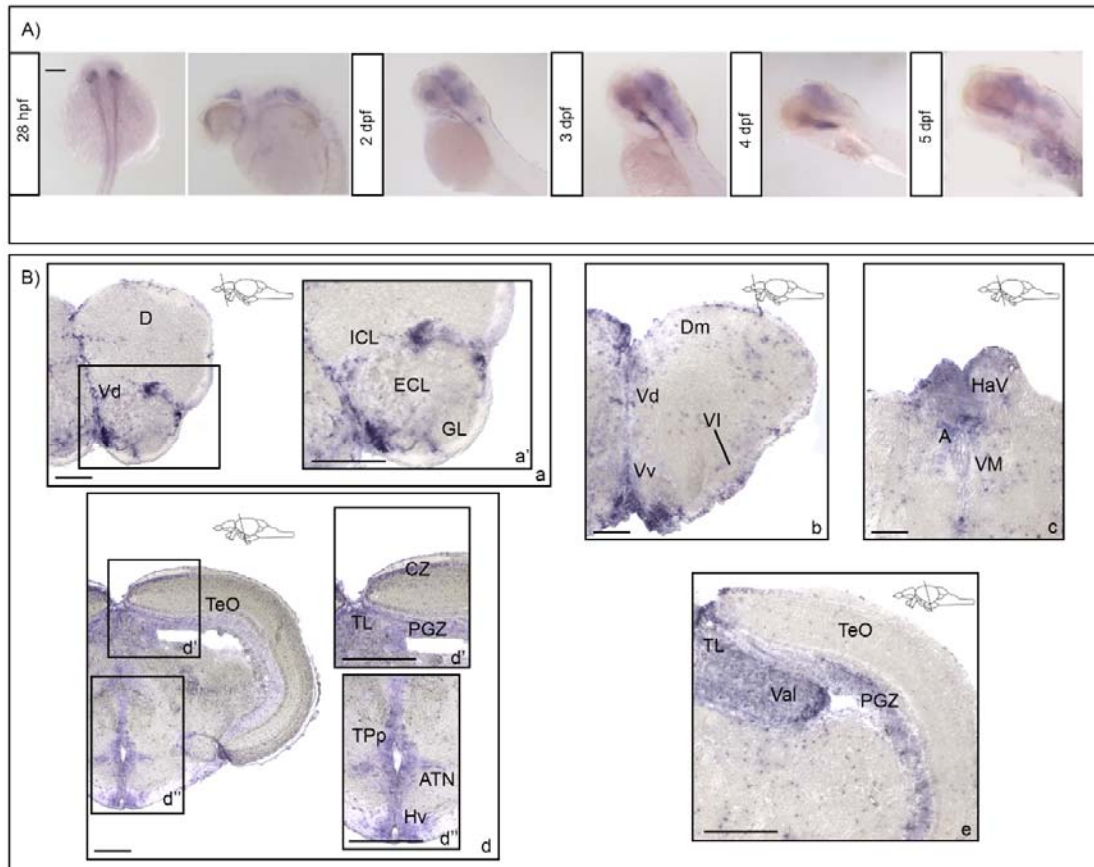 A)
28 hpf
2 dpf
3 dpf
4 dpf
5 dpf
B)
D
Vd
a
ICL
ECL
GL
a'
Dm
Vd
VI
Vv
b
HaV
A
VM
c
TeO
d'
d''
d
CZ
TL
PGZ
d'
TPp
ATN
Hv
d''
TeO
TL
Val
PGZ
e